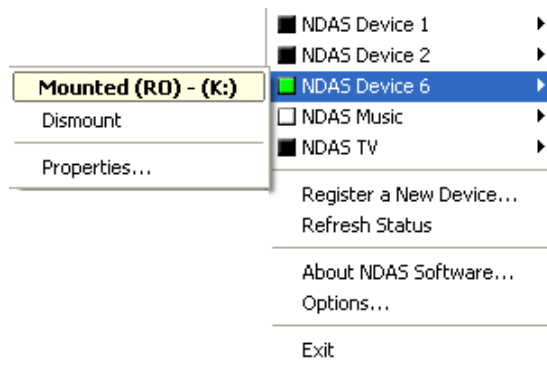 NDAS Device 1
NDAS Device 2
Mounted (RO) - (K:)
NDAS Device 6
Dismount
NDAS Music
NDAS TV
Properties...
Register a New Device...
Refresh Status
About NDAS Software...
Options...
Exit